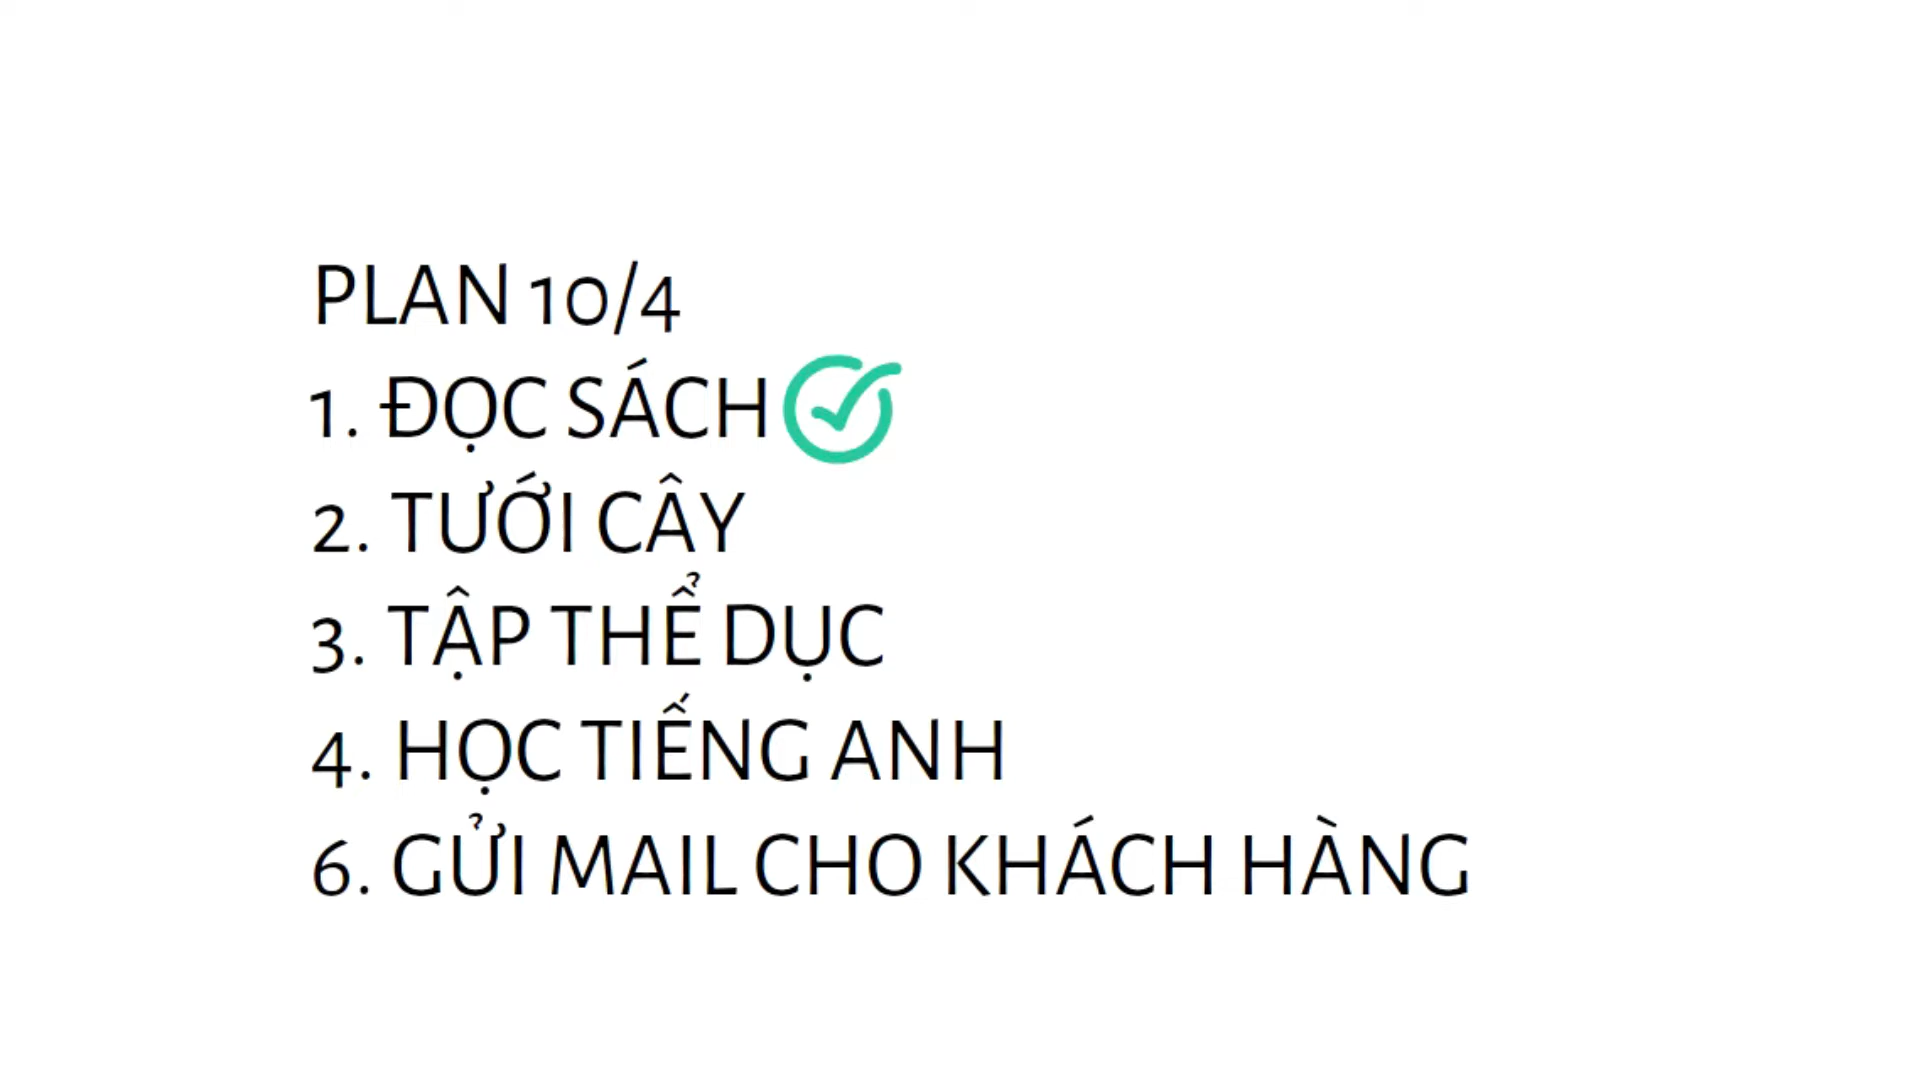 PLAN 10/4
1. ĐỌC SÁCH
2. TƯỚI CÂY
3. TẬP THỂ DỤC
4. HỌC TIẾNG ANH
6. GỬI MAIL CHO KHÁCH HÀNG